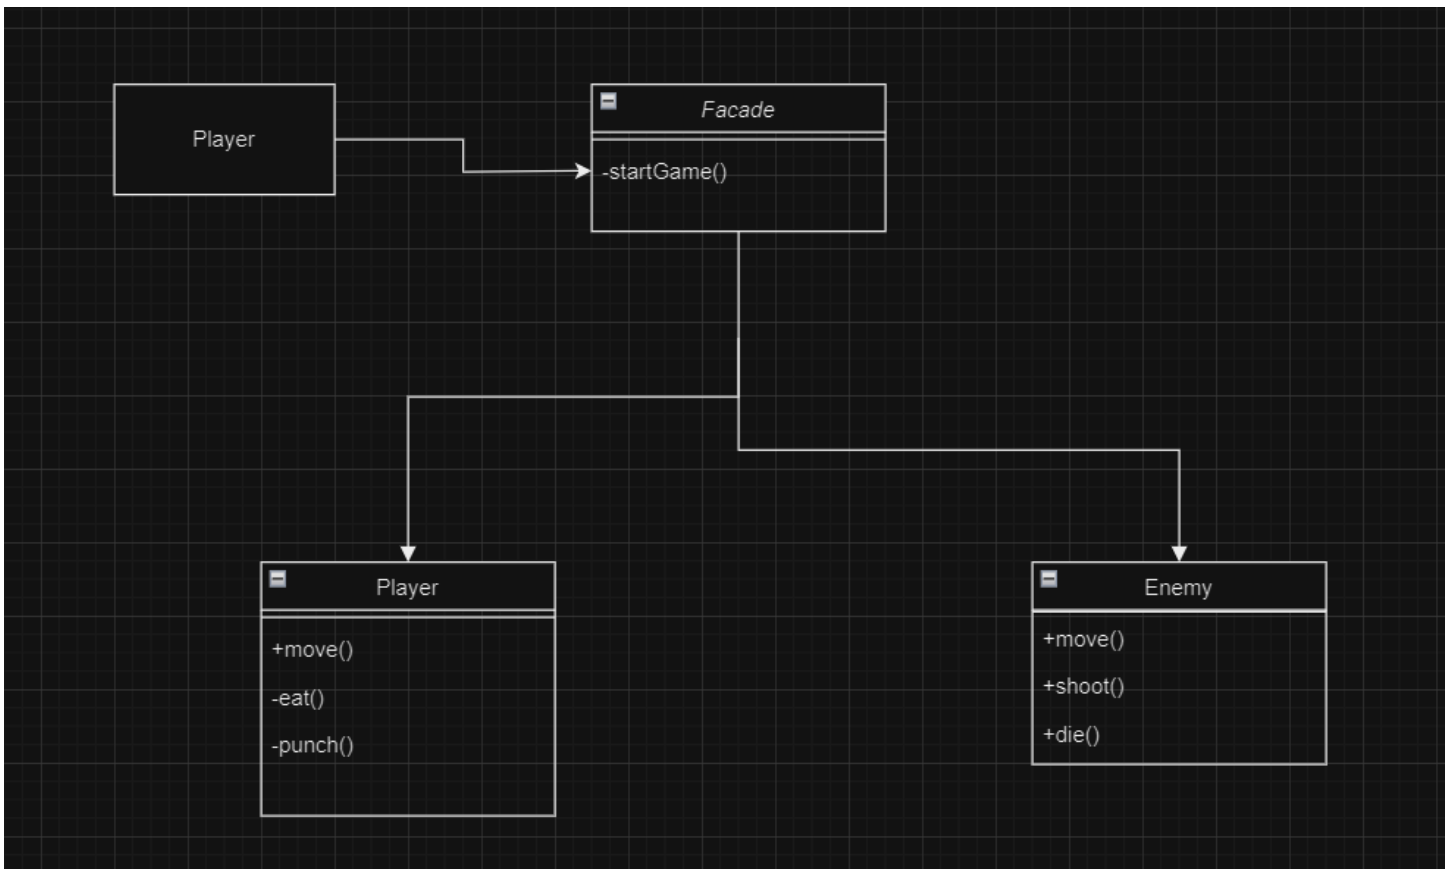 Player
Facade
-startGame()
Player
+move()
-eat()
-punch()
Enemy
+move()
+shoot()
+die()